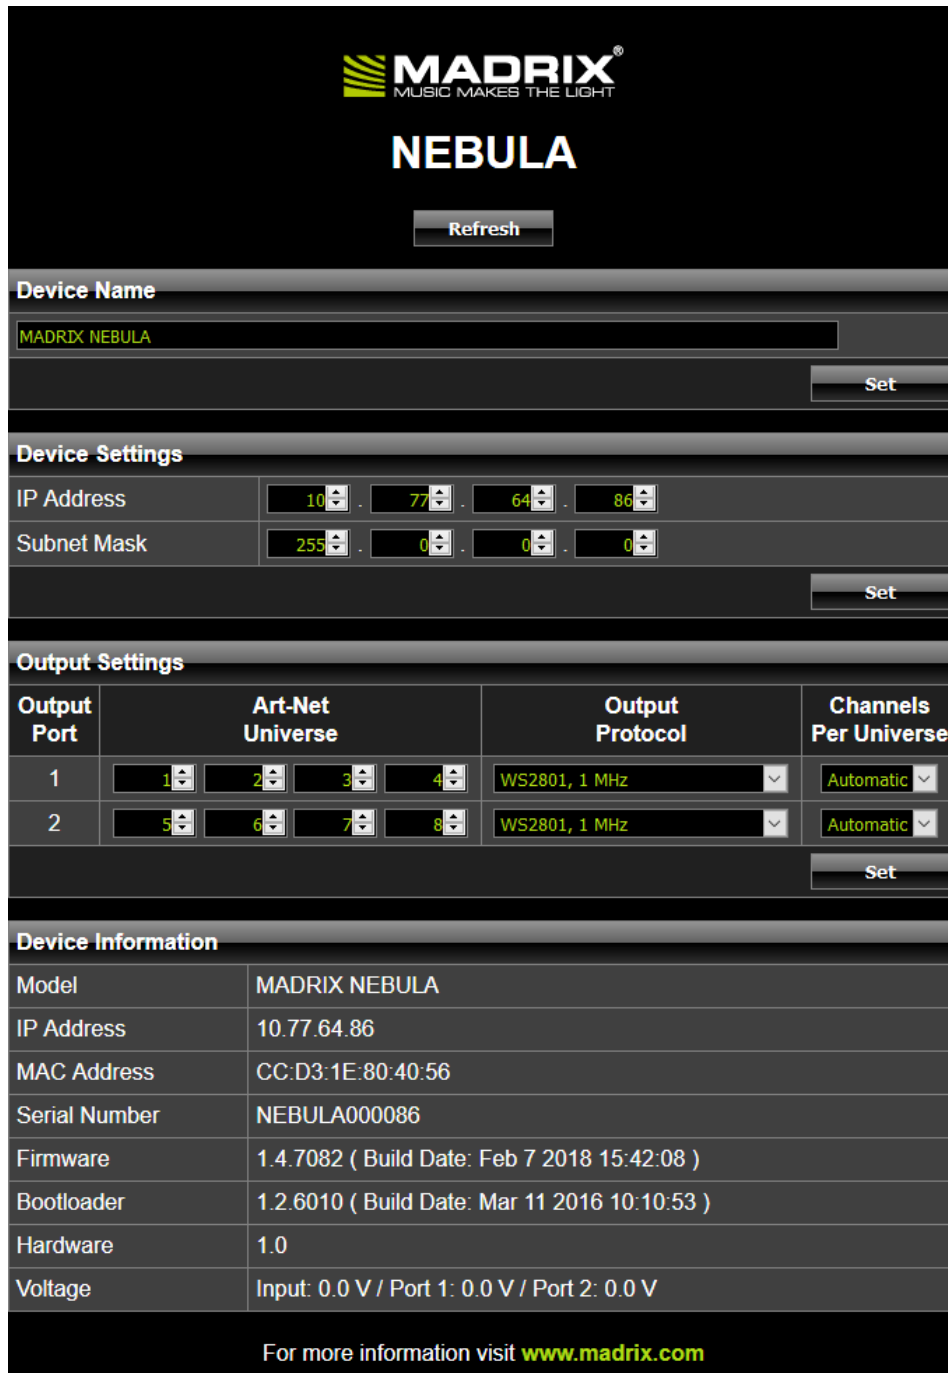 MADRIX®
MUSIC MAKES THE LIGHT
NEBULA
Refresh
Device Name
MADRIX NEBULA
Set
Device Settings
IP Address 10 . 77 . 64 . 86
Subnet Mask 255 . 0 . 0 . 0
Set
Output Settings
Output Port Art-Net Universe Output Protocol Channels Per Universe
1 1 2 3 4 WS2801, 1 MHz Automatic
2 5 6 7 8 WS2801, 1 MHz Automatic
Set
Device Information
Model MADRIX NEBULA
IP Address 10.77.64.86
MAC Address CC:D3:1E:80:40:56
Serial Number NEBULA000086
Firmware 1.4.7082 ( Build Date: Feb 7 2018 15:42:08 )
Bootloader 1.2.6010 ( Build Date: Mar 11 2016 10:10:53 )
Hardware 1.0
Voltage Input: 0.0 V / Port 1: 0.0 V / Port 2: 0.0 V
For more information visit www.madrix.com